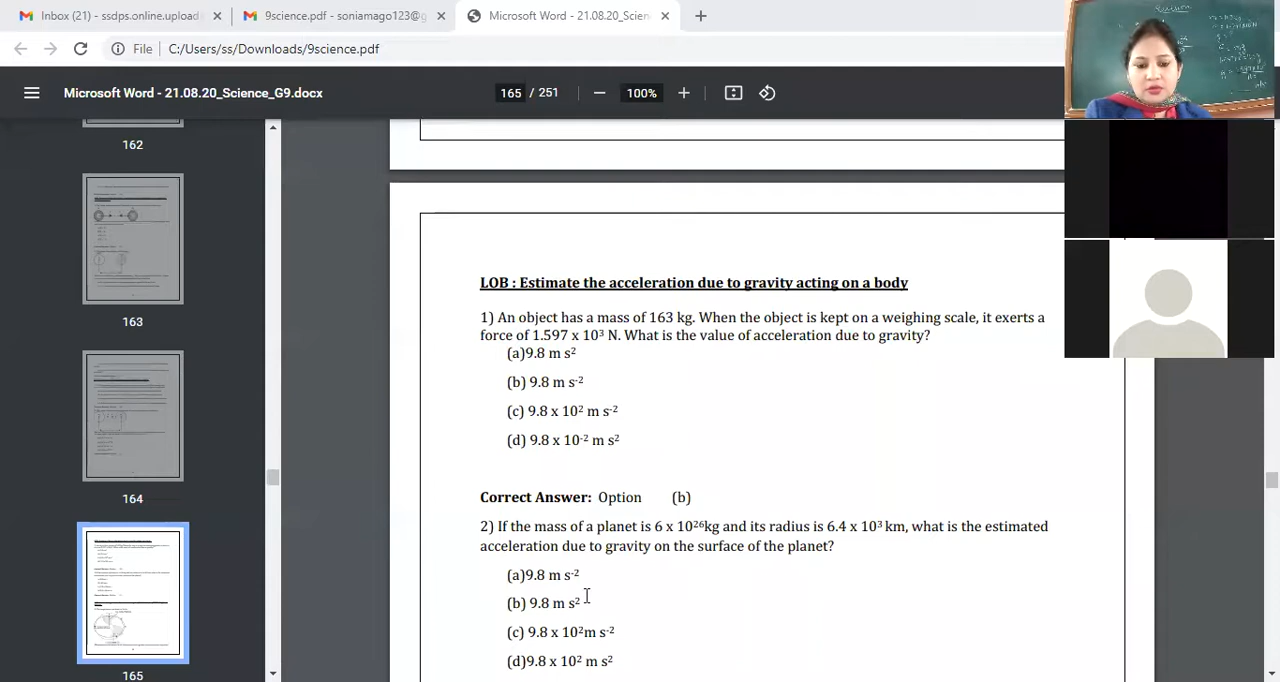 Inbox (21) - ssdps.online.upload
9science.pdf - soniamago123@g
Microsoft Word - 21.08.20_Scien
File
C:/Users/ss/Downloads/9science.pdf
Microsoft Word - 21.08.20_Science_G9.docx
165 / 251
100%
162
163
164
165
LOB : Estimate the acceleration due to gravity acting on a body
1) An object has a mass of 163 kg. When the object is kept on a weighing scale, it exerts a
force of 1.597 x 10³ N. What is the value of acceleration due to gravity?
(a)9.8 m s²
(b) 9.8 m s⁻²
(c) 9.8 x 10² m s⁻²
(d) 9.8 x 10⁻² m s²
Correct Answer: Option (b)
2) If the mass of a planet is 6 x 10²⁶kg and its radius is 6.4 x 10³ km, what is the estimated
acceleration due to gravity on the surface of the planet?
(a)9.8 m s⁻²
(b) 9.8 m s²
(c) 9.8 x 10²m s⁻²
(d)9.8 x 10² m s²